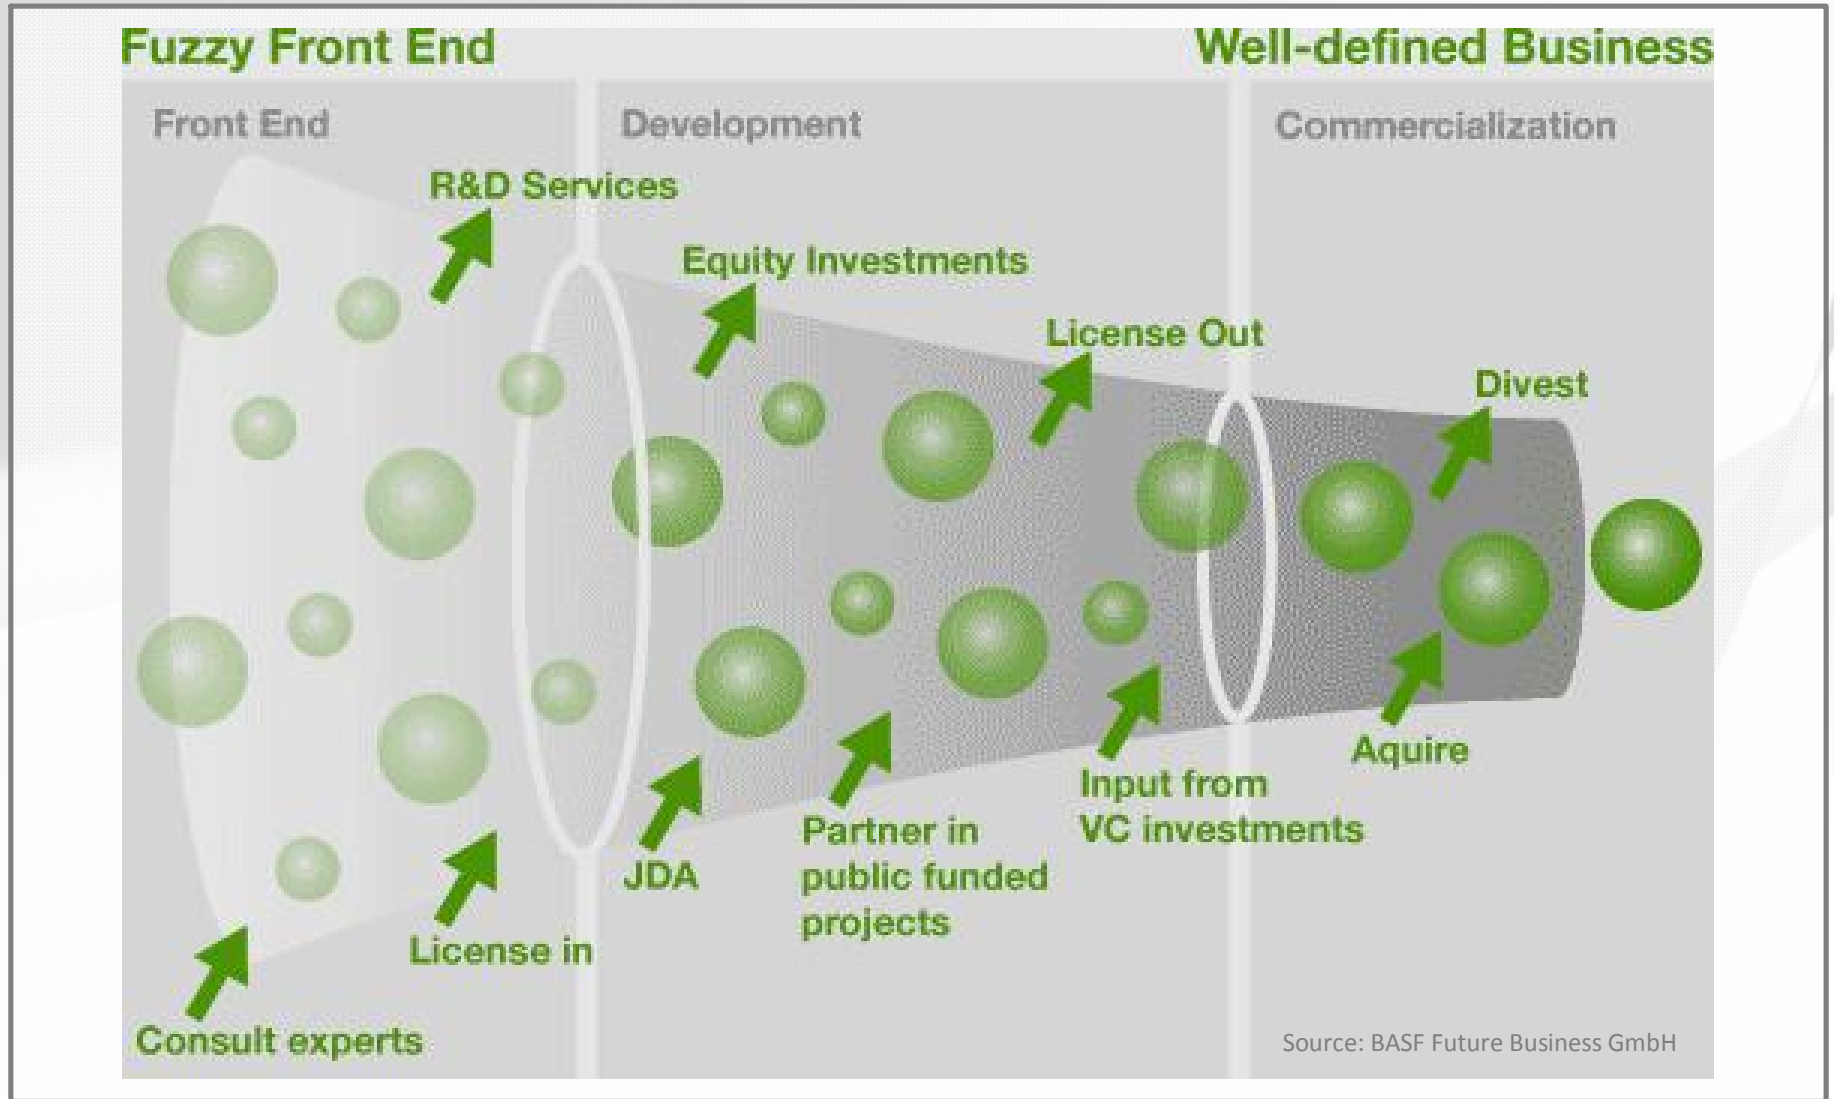 Fuzzy Front End
Well-defined Business
Front End
Development
Commercialization
R&D Services
Equity Investments
License Out
Divest
Aquire
Input from
VC investments
Partner in
public funded
projects
JDA
License in
Consult experts
Source: BASF Future Business GmbH